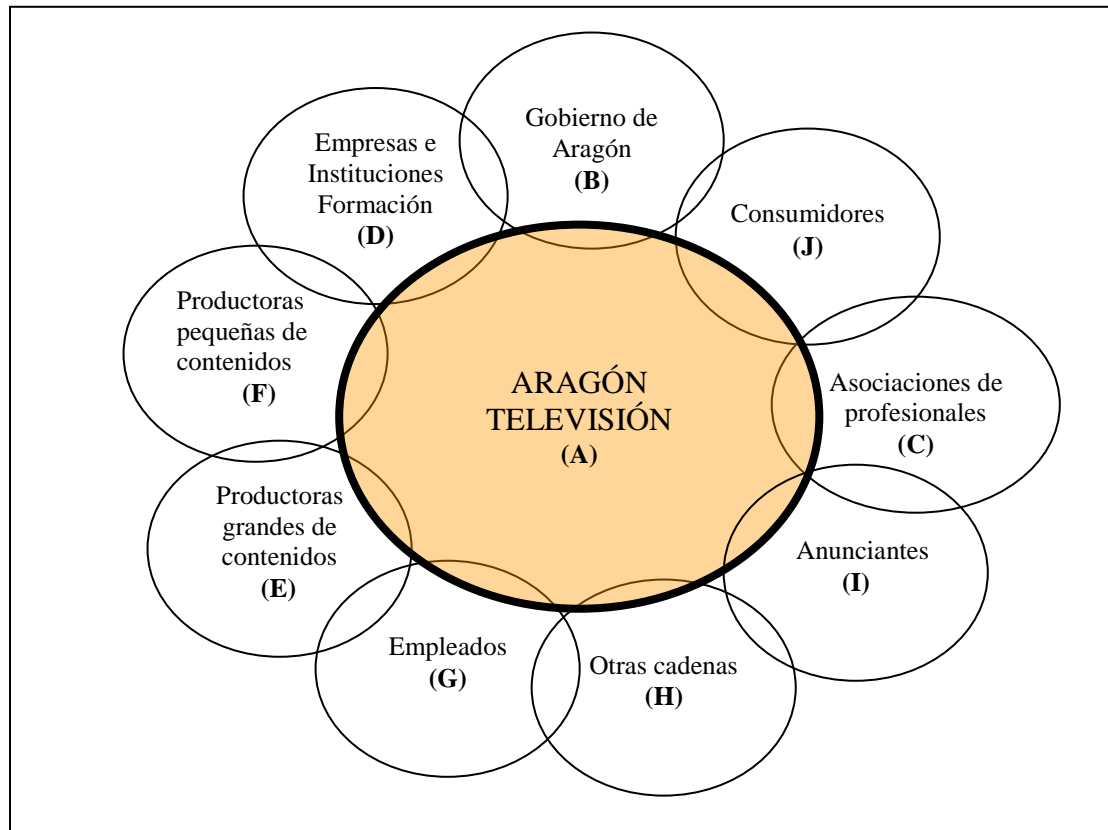 Gobierno de
Aragón
(B)
Empresas e
Instituciones
Formación
(D)
Consumidores
(J)
Productoras
pequeñas de
contenidos
(F)
ARAGÓN
TELEVISIÓN
(A)
Asociaciones de
profesionales
(C)
Productoras
grandes de
contenidos
(E)
Anunciantes
(I)
Empleados
(G)
Otras cadenas
(H)